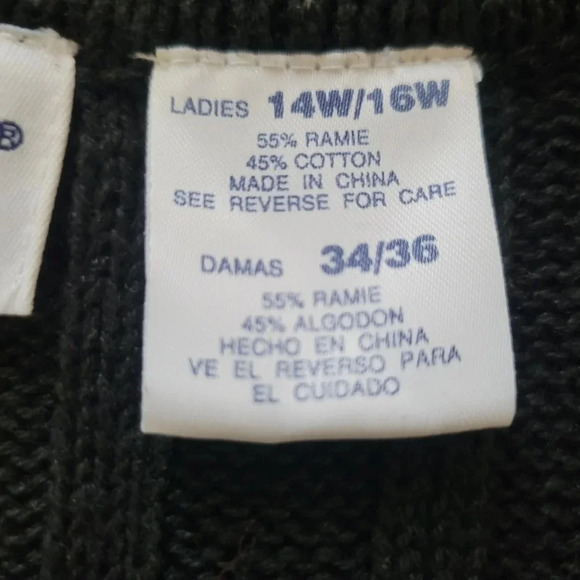 ®
LADIES 14W/16W
55% RAMIE
45% COTTON
MADE IN CHINA
SEE REVERSE FOR CARE
DAMAS 34/36
55% RAMIE
45% ALGODON
HECHO EN CHINA
VE EL REVERSO PARA
EL CUIDADO